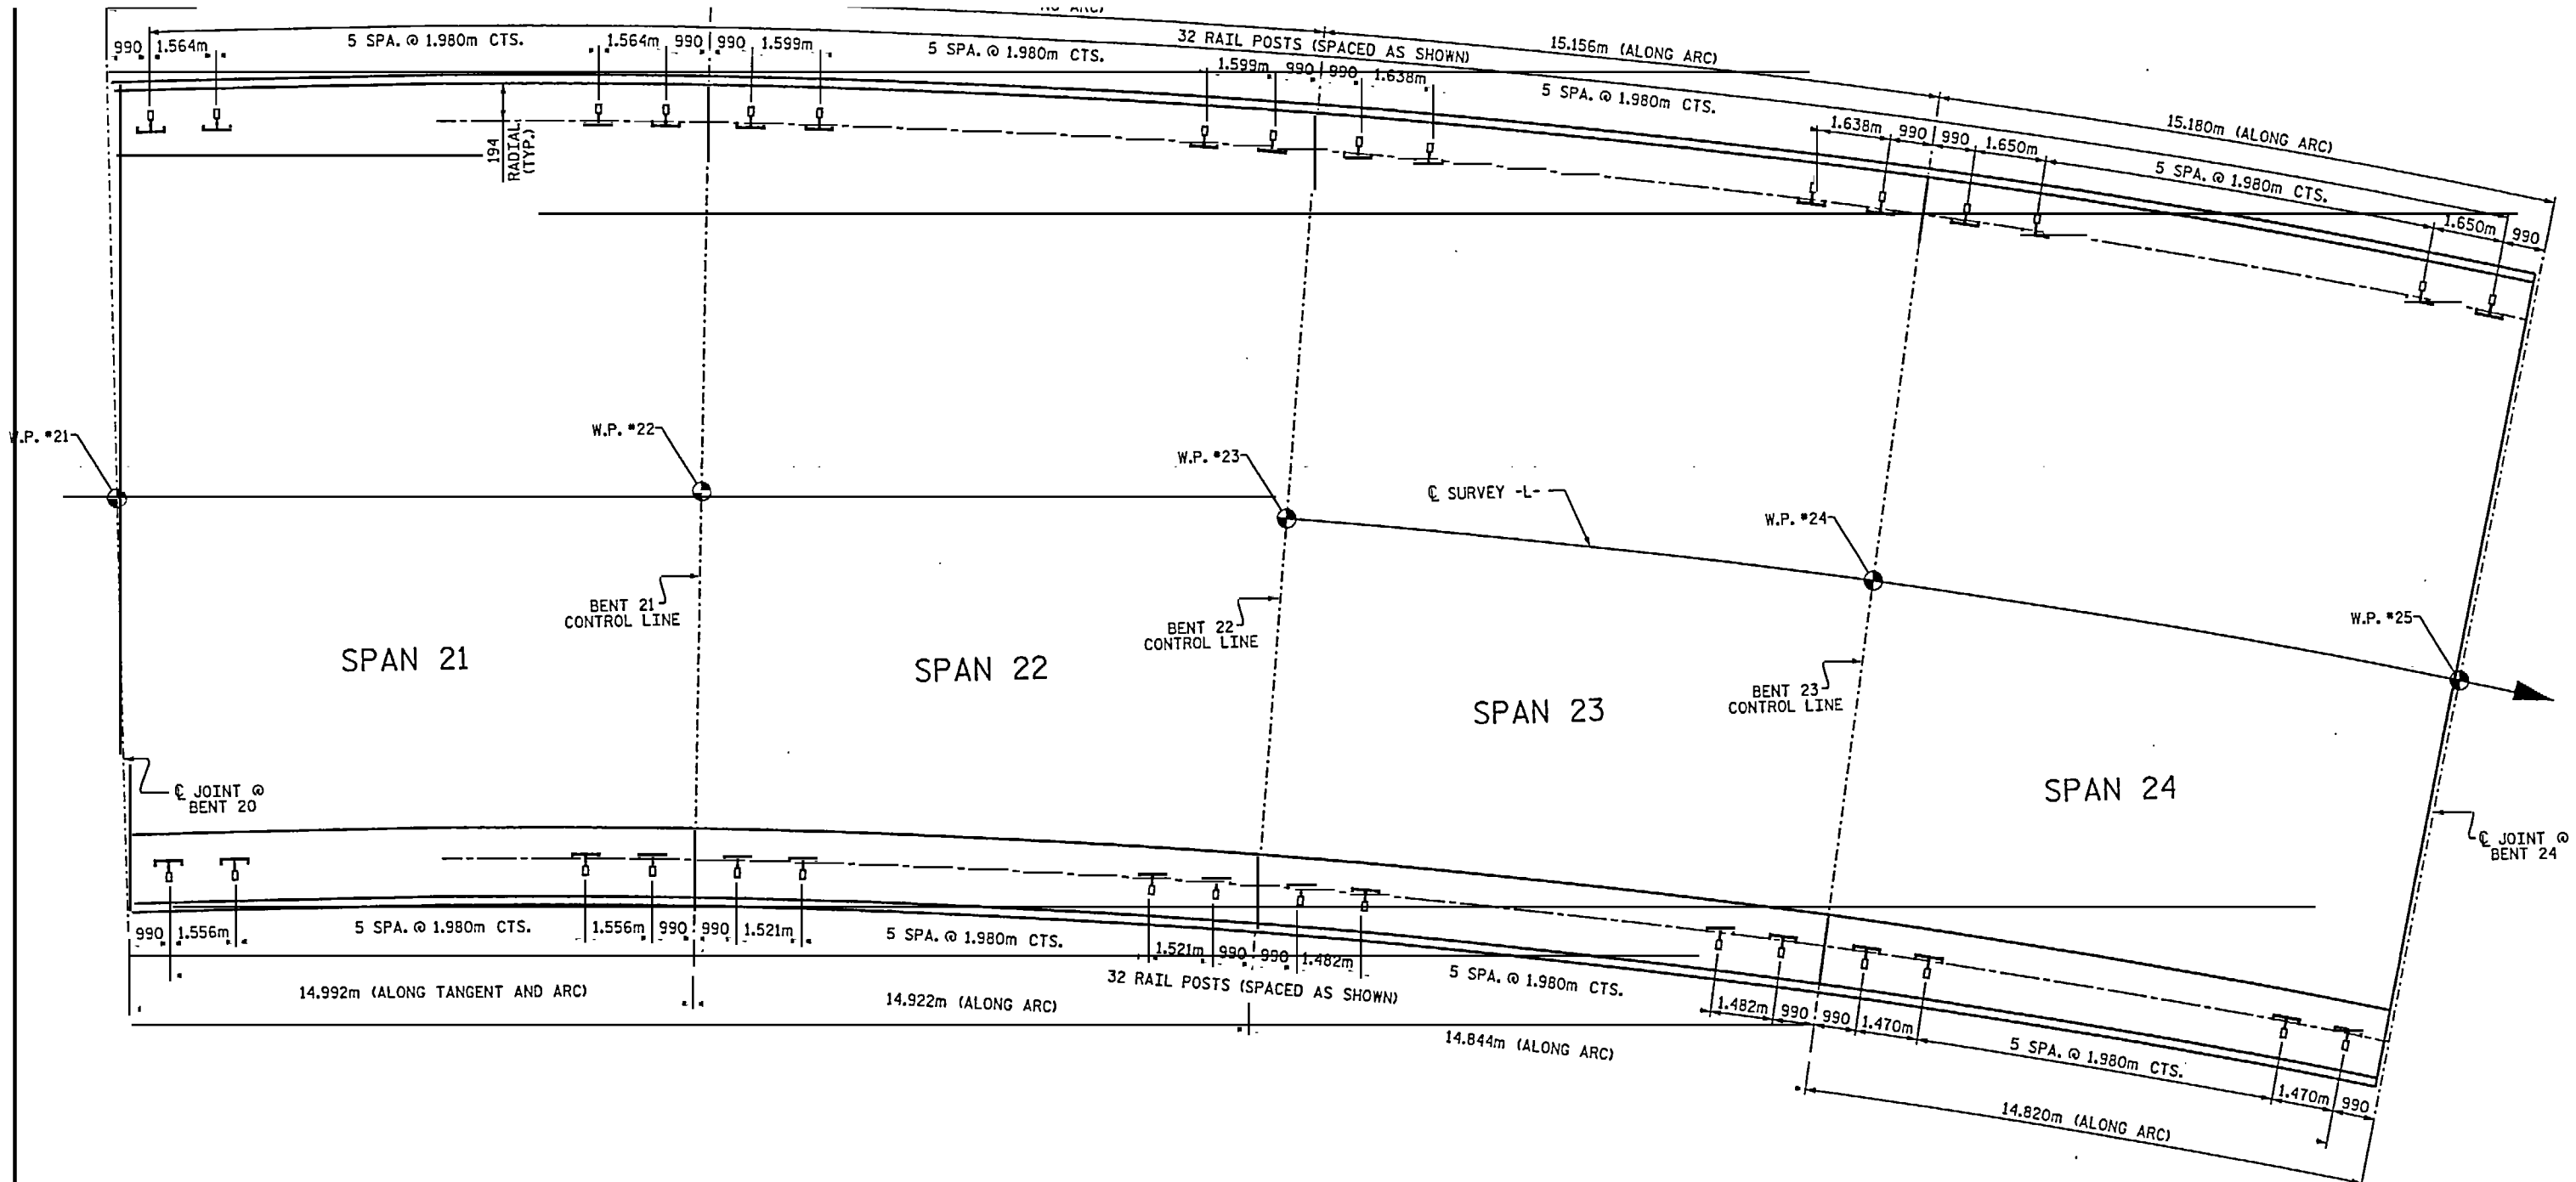 990 1.564m 5 SPA. @ 1.980m CTS. 1.564m 990 990 1.599m 5 SPA. @ 1.980m CTS.
32 RAIL POSTS (SPACED AS SHOWN)
15.156m (ALONG ARC)
1.599m 990 990 1.638m 5 SPA. @ 1.980m CTS.
15.180m (ALONG ARC)
1.638m 990 990 1.650m 5 SPA. @ 1.980m CTS.
1.650m 990
194
RADIAL
(TYP.)
W.P. #21
W.P. #22
W.P. #23
℄ SURVEY -L-
W.P. #24
W.P. #25
BENT 21
CONTROL LINE
BENT 22
CONTROL LINE
BENT 23
CONTROL LINE
SPAN 21
SPAN 22
SPAN 23
SPAN 24
℄ JOINT @
BENT 20
℄ JOINT @
BENT 24
990 1.556m 5 SPA. @ 1.980m CTS. 1.556m 990 990 1.521m 5 SPA. @ 1.980m CTS.
1.521m 990 990 1.482m 5 SPA. @ 1.980m CTS.
32 RAIL POSTS (SPACED AS SHOWN)
1.482m 990 990 1.470m 5 SPA. @ 1.980m CTS.
1.470m 990
14.992m (ALONG TANGENT AND ARC)
14.922m (ALONG ARC)
14.844m (ALONG ARC)
14.820m (ALONG ARC)